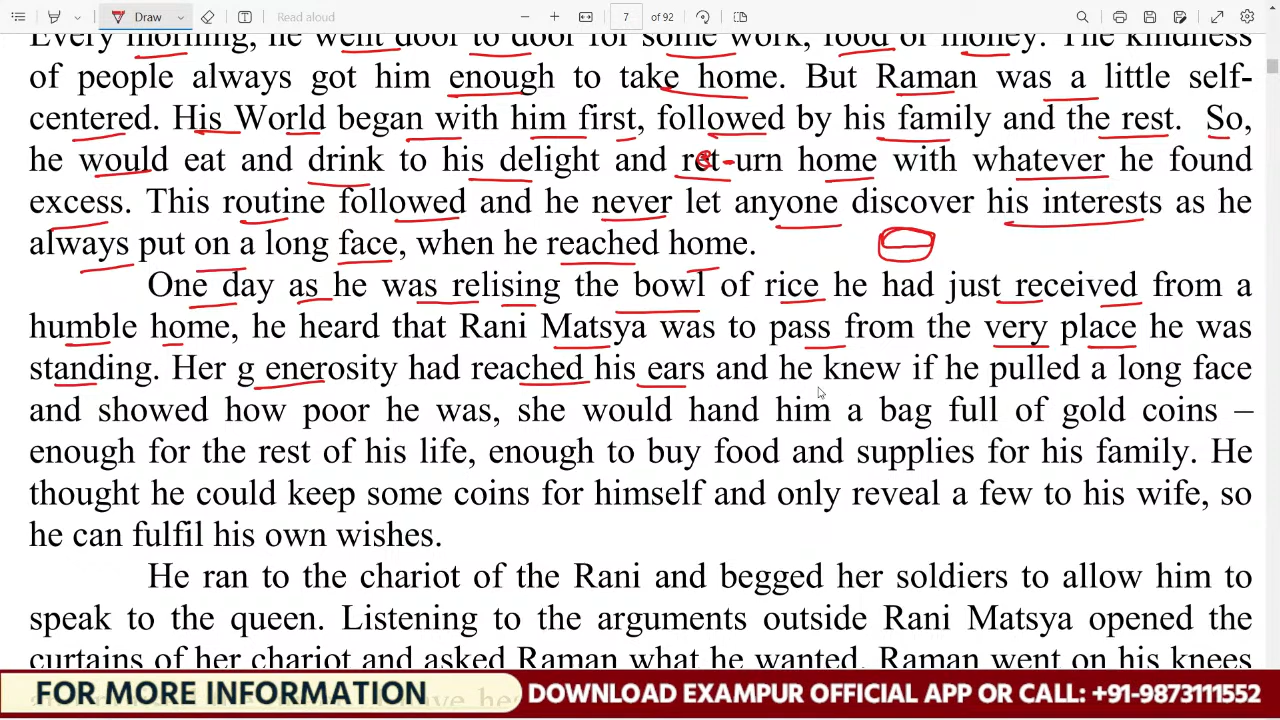 Draw
Read aloud
7 of 92
Every morning, he went door to door for some work, food or money. The kindness
of people always got him enough to take home. But Raman was a little self-
centered. His World began with him first, followed by his family and the rest. So,
he would eat and drink to his delight and ret-urn home with whatever he found
excess. This routine followed and he never let anyone discover his interests as he
always put on a long face, when he reached home.
One day as he was relising the bowl of rice he had just received from a
humble home, he heard that Rani Matsya was to pass from the very place he was
standing. Her g enerosity had reached his ears and he knew if he pulled a long face
and showed how poor he was, she would hand him a bag full of gold coins –
enough for the rest of his life, enough to buy food and supplies for his family. He
thought he could keep some coins for himself and only reveal a few to his wife, so
he can fulfil his own wishes.
He ran to the chariot of the Rani and begged her soldiers to allow him to
speak to the queen. Listening to the arguments outside Rani Matsya opened the
curtains of her chariot and asked Raman what he wanted. Raman went on his knees
FOR MORE INFORMATION DOWNLOAD EXAMPUR OFFICIAL APP OR CALL: +91-9873111552